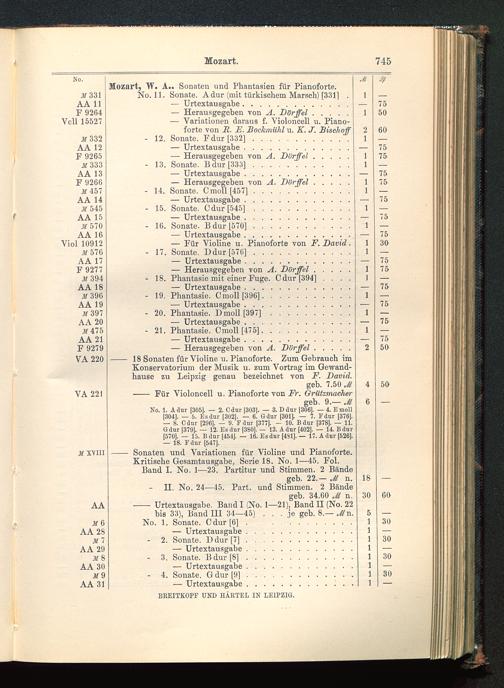 Mozart. 745
No. ℳ ₰
Mozart, W. A., Sonaten und Phantasien für Pianoforte.
M 331 No. 11. Sonate. A dur (mit türkischem Marsch) [331] . 1 —
AA 11 — Urtextausgabe . . . — 75
F 9264 — Herausgegeben von A. Dörffel . . . 1 50
Vcll 15527 — Variationen daraus f. Violoncell u. Piano-
forte von R. E. Bockmühl u. K. J. Bischoff 2 60
M 332 - 12. Sonate. F dur [332] . . . 1 —
AA 12 — Urtextausgabe . . . — 75
F 9265 — Herausgegeben von A. Dörffel . . . 1 75
M 333 - 13. Sonate. B dur [333] . . . 1 —
AA 13 — Urtextausgabe . . . — 75
F 9266 — Herausgegeben von A. Dörffel . . . 1 75
M 457 - 14. Sonate. C moll [457] . . . 1 —
AA 14 — Urtextausgabe . . . — 75
M 545 - 15. Sonate. C dur [545] . . . 1 —
AA 15 — Urtextausgabe . . . — 75
M 570 - 16. Sonate. B dur [570] . . . 1 —
AA 16 — Urtextausgabe . . . — 75
Viol 10912 — Für Violine u. Pianoforte von F. David . 1 30
M 576 - 17. Sonate. D dur [576] . . . 1 —
AA 17 — Urtextausgabe . . . — 75
F 9277 — Herausgegeben von A. Dörffel . . . 1 75
M 394 - 18. Phantasie mit einer Fuge. C dur [394] . . . 1 —
AA 18 — Urtextausgabe . . . — 75
M 396 - 19. Phantasie. C moll [396] . . . 1 —
AA 19 — Urtextausgabe . . . — 75
M 397 - 20. Phantasie. D moll [397] . . . 1 —
AA 20 — Urtextausgabe . . . — 75
M 475 - 21. Phantasie. C moll [475] . . . 1 —
AA 21 — Urtextausgabe . . . — 75
F 9279 — Herausgegeben von A. Dörffel . . . 2 50
VA 220 —— 18 Sonaten für Violine u. Pianoforte. Zum Gebrauch im
Konservatorium der Musik u. zum Vortrag im Gewand-
hause zu Leipzig genau bezeichnet von F. David.
geb. 7.50 ℳ 4 50
VA 221 —— Für Violoncell u. Pianoforte von Fr. Grützmacher
geb. 9.— ℳ 6 —
No. 1. A dur [305]. — 2. C dur [303]. — 3. D dur [306]. — 4. E moll
[304]. — 5. Es dur [302]. — 6. G dur [301]. — 7. F dur [376].
— 8. C dur [296]. — 9. F dur [377]. — 10. B dur [378]. — 11.
G dur [379]. — 12. Es dur [380]. — 13. A dur [402]. — 14. B dur
[570]. — 15. B dur [454]. — 16. Es dur [481]. — 17. A dur [526].
— 18. F dur [547].
M XVIII —— Sonaten und Variationen für Violine und Pianoforte.
Kritische Gesamtausgabe, Serie 18. No. 1—45. Fol.
Band I. No. 1—23. Partitur und Stimmen. 2 Bände
geb. 22.— ℳ n. 18 —
- II. No. 24—45. Part. und Stimmen. 2 Bände
geb. 34.60 ℳ n. 30 60
AA —— Urtextausgabe. Band I (No. 1—21), Band II (No. 22
bis 33), Band III 34—45) . . . je geb. 8.— ℳ n. 5 —
M 6 No. 1. Sonate. C dur [6] . . . 1 30
AA 28 — Urtextausgabe . . . 1 —
M 7 - 2. Sonate. D dur [7] . . . 1 30
AA 29 — Urtextausgabe . . . 1 —
M 8 - 3. Sonate. B dur [8] . . . 1 30
AA 30 — Urtextausgabe . . . 1 —
M 9 - 4. Sonate. G dur [9] . . . 1 30
AA 31 — Urtextausgabe . . . 1 —
BREITKOPF UND HÄRTEL IN LEIPZIG.